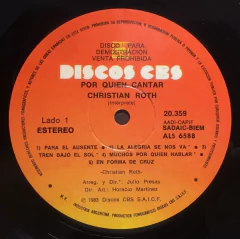 DISCO PARA
DEMOSTRACION
VENTA PROHIBIDA
DISCOS CBS
POR QUIEN CANTAR
CHRISTIAN ROTH
(Intérprete)
Lado 1
ESTEREO
20.359
AADI-CAPIF
SADAIC-BIEM
ALS 6588
1) PARA EL AUSENTE 2) LA ALEGRIA SE NOS VA
3) TREN BAJO EL SOL 4) MUCHOS POR QUIEN HABLAR
5) EN FORMA DE CRUZ
-Christian Roth-
Arreg. y Dir.: Julio Presas
Dir. Art.: Horacio Martinez
1983 Discos CBS S.A.I.C.F.
INDUSTRIA ARGENTINA